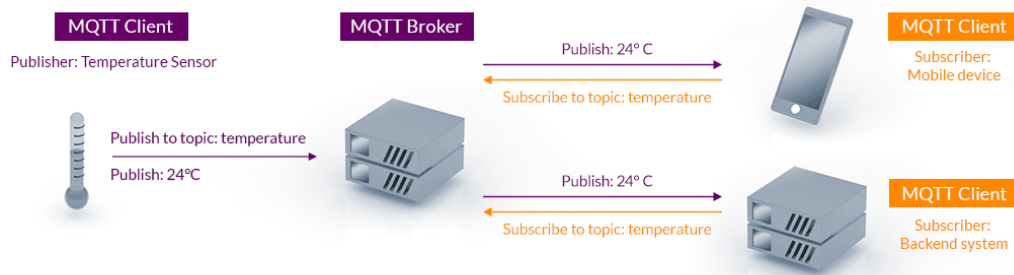 MQTT Client
Publisher: Temperature Sensor
Publish to topic: temperature
Publish: 24°C
MQTT Broker
Publish: 24° C
Subscribe to topic: temperature
MQTT Client
Subscriber:
Mobile device
Publish: 24° C
Subscribe to topic: temperature
MQTT Client
Subscriber:
Backend system